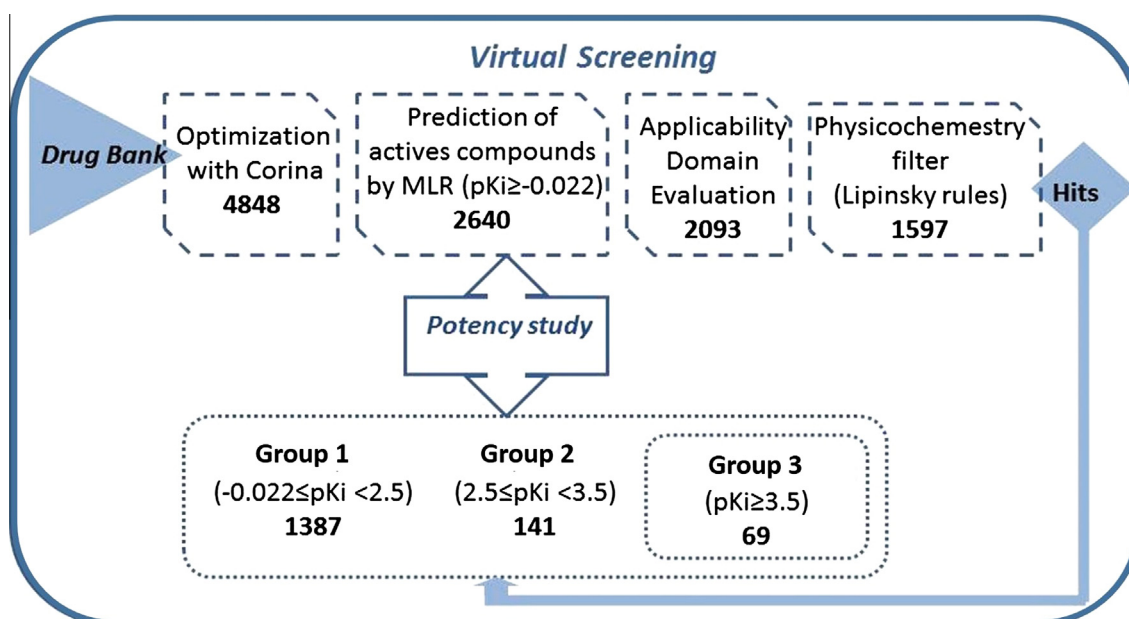 Virtual Screening
Drug Bank
Optimization
with Corina
4848
Prediction of
actives compounds
by MLR (pKi≥-0.022)
2640
Applicability
Domain
Evaluation
2093
Physicochemestry
filter
(Lipinsky rules)
1597
Hits
Potency study
Group 1
(-0.022≤pKi <2.5)
1387
Group 2
(2.5≤pKi <3.5)
141
Group 3
(pKi≥3.5)
69